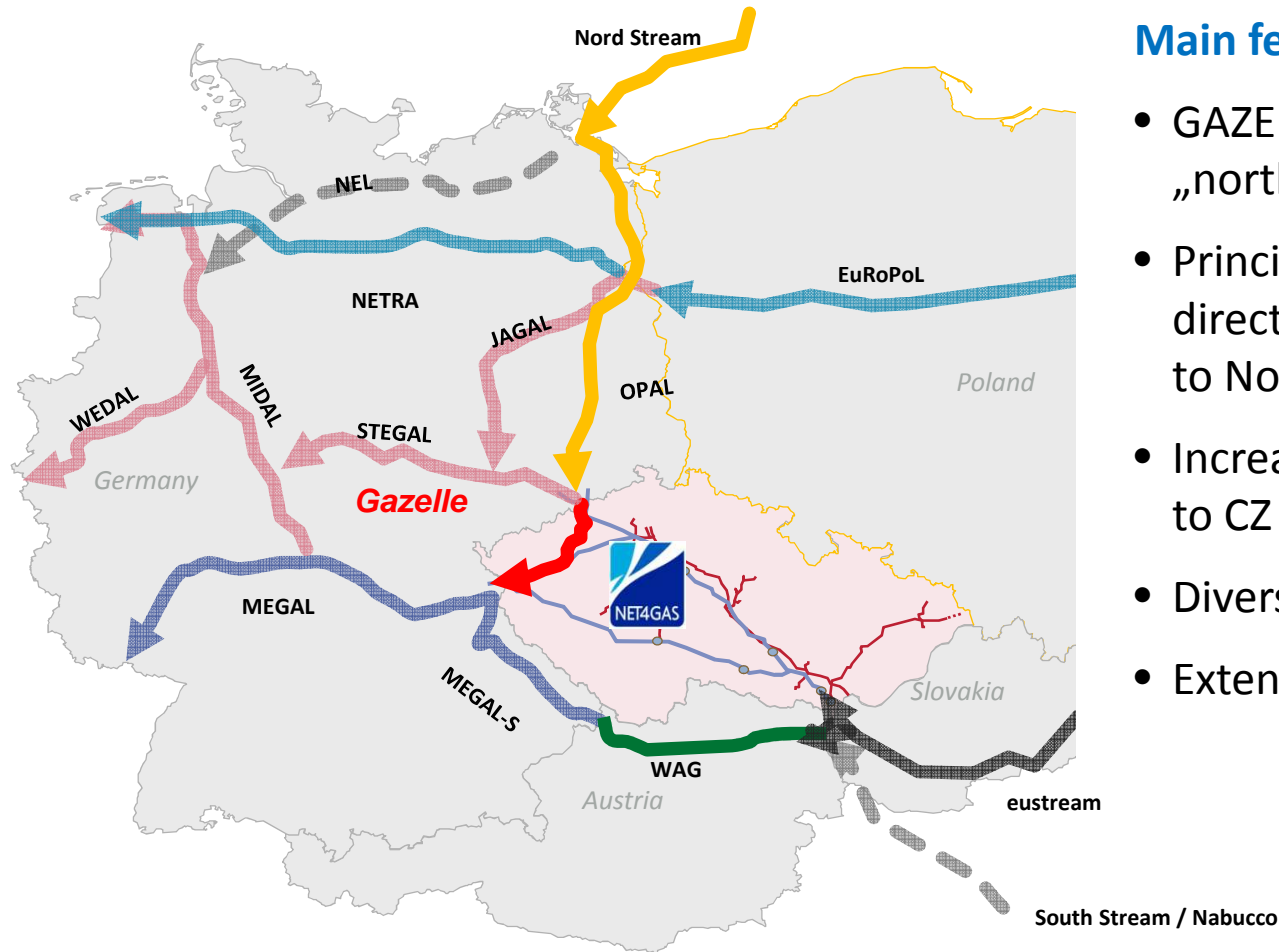 Nord Stream
NEL
NETRA
EuRoPoL
JAGAL
OPAL
Poland
WEDAL
MIDAL
STEGAL
Germany
Gazelle
NET4GAS
MEGAL
MEGAL-S
Slovakia
WAG
Austria
eustream
South Stream / Nabucco
Main fe
• GAZE
„north
• Princi
direct
to No
• Increa
to CZ
• Divers
• Exten